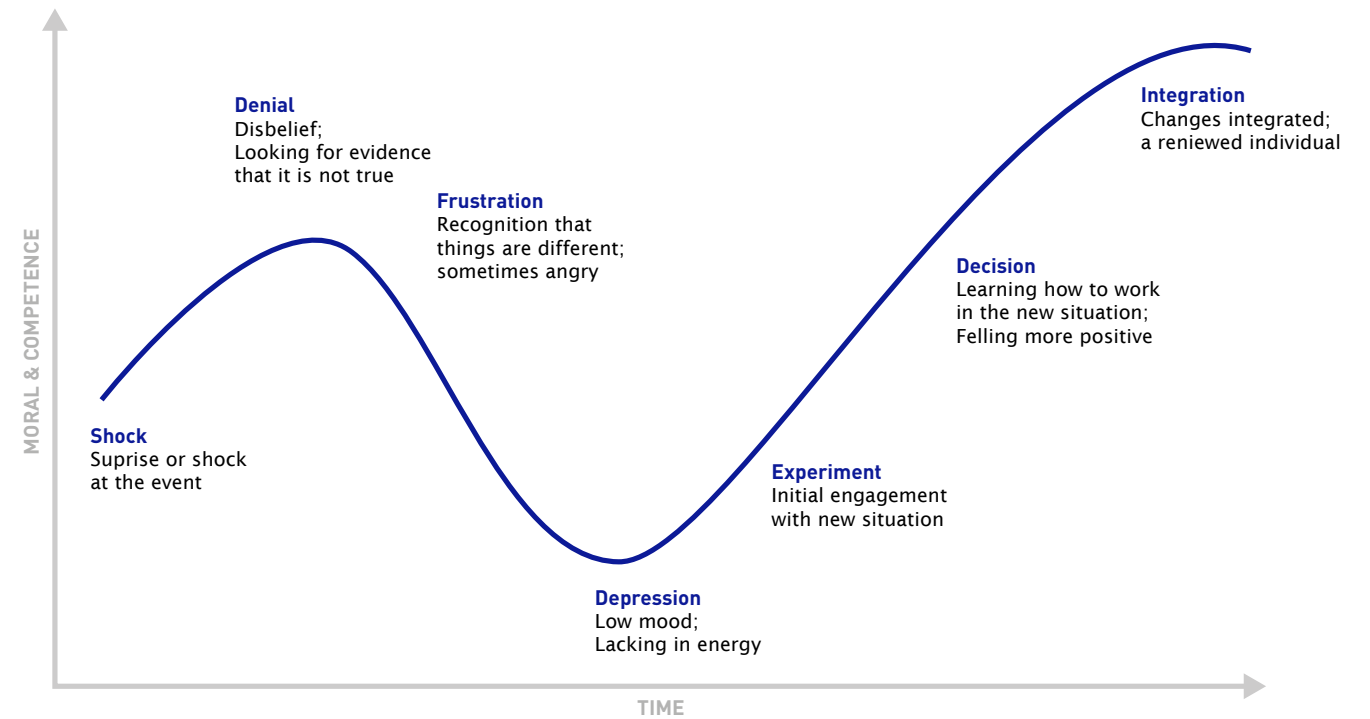 Denial
Disbelief;
Looking for evidence
that it is not true
Frustration
Recognition that
things are different;
sometimes angry
Integration
Changes integrated;
a reniewed individual
Decision
Learning how to work
in the new situation;
Felling more positive
MORAL & COMPETENCE
Shock
Suprise or shock
at the event
Experiment
Initial engagement
with new situation
Depression
Low mood;
Lacking in energy
TIME